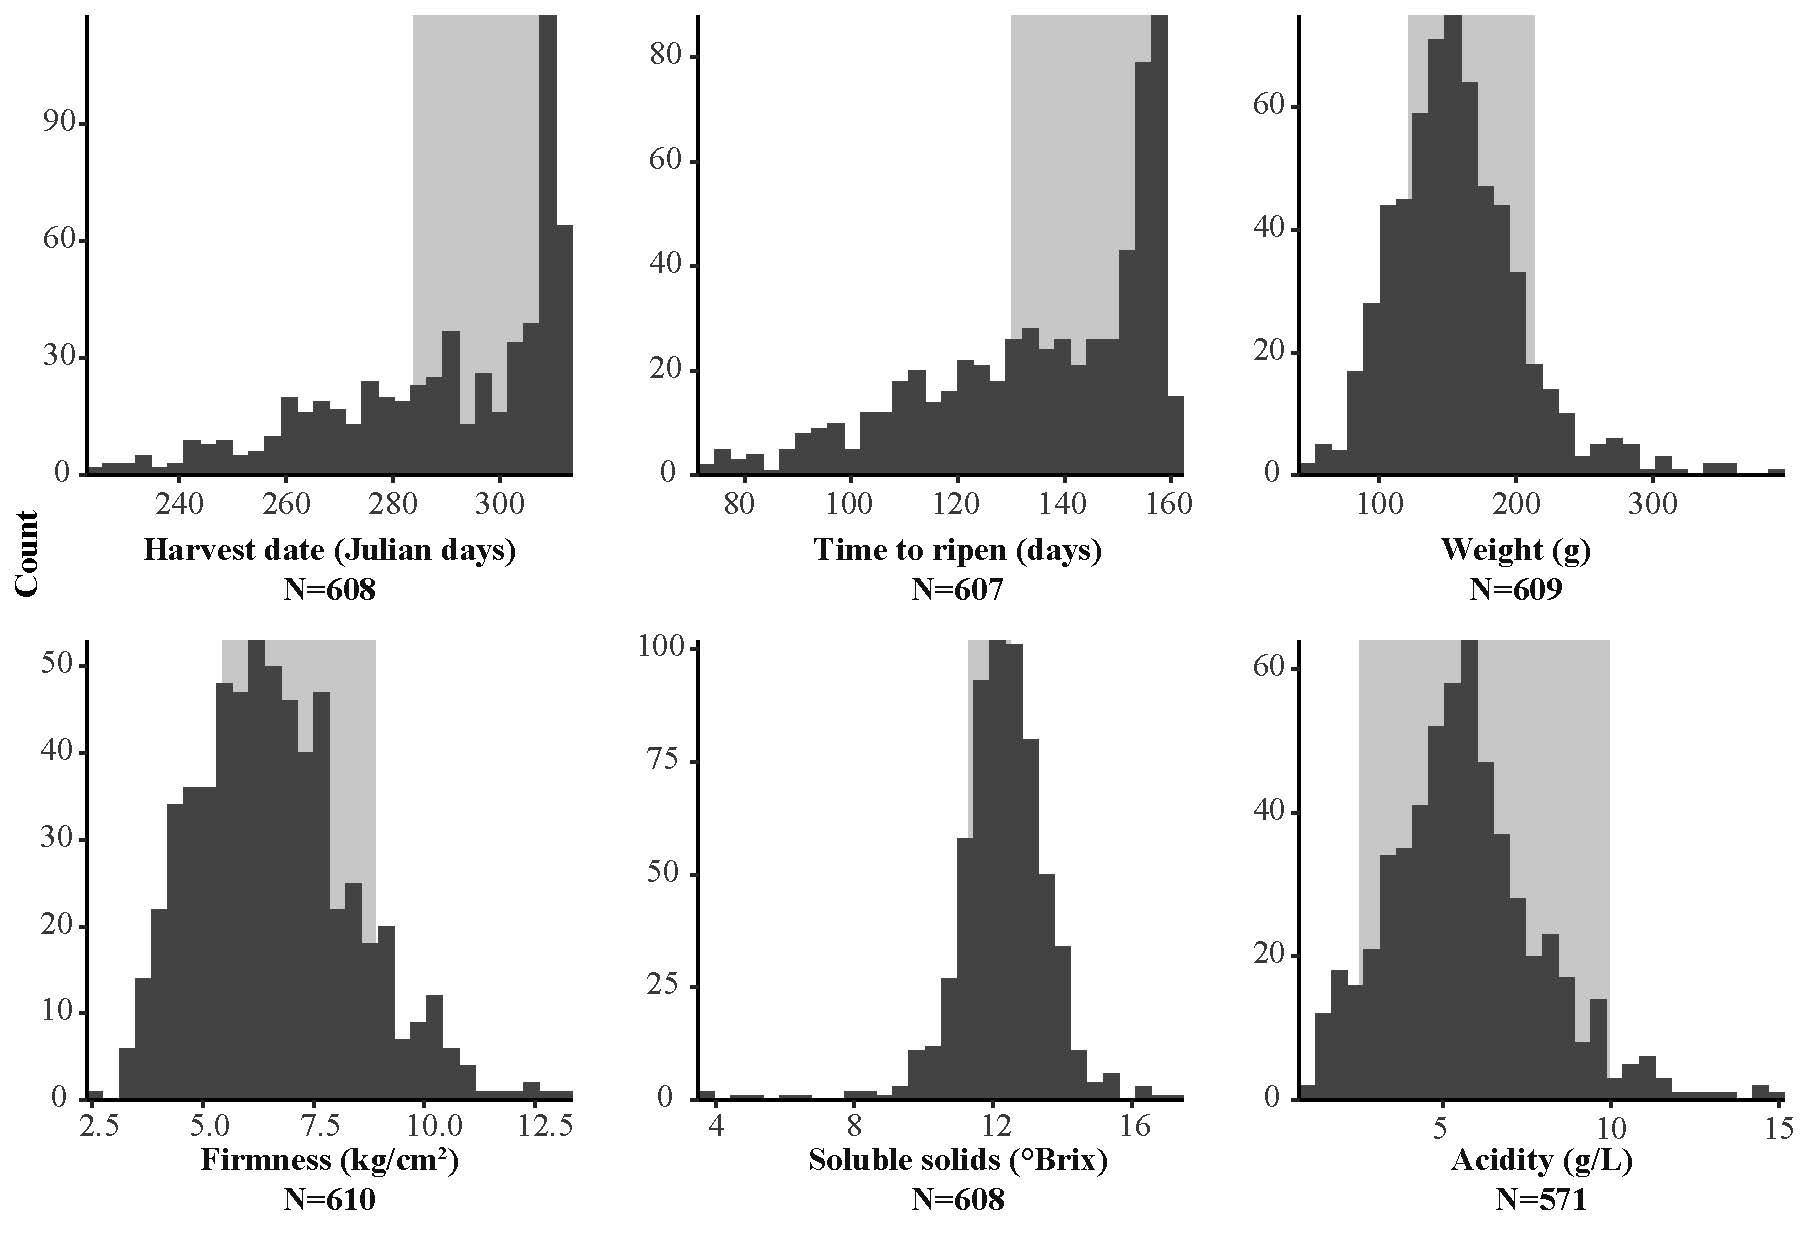 Count
90
60
30
0
240 260 280 300
Harvest date (Julian days)
N=608
80
60
40
20
0
80 100 120 140 160
Time to ripen (days)
N=607
60
40
20
0
100 200 300
Weight (g)
N=609
50
40
30
20
10
0
2.5 5.0 7.5 10.0 12.5
Firmness (kg/cm²)
N=610
100
75
50
25
0
4 8 12 16
Soluble solids (°Brix)
N=608
60
40
20
0
5 10 15
Acidity (g/L)
N=571